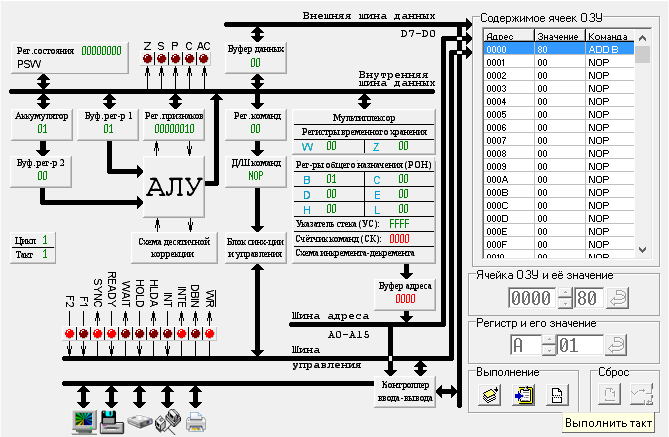 Внешняя шина данных
D7-D0
Рег.состояния 00000000
PSW
Z S P C AC
Буфер данных
00
Внутренняя
шина данных
Аккумулятор
01
Буф.рег-р 1
01
Рег.признаков
00000010
Рег.команд
00
Мультиплексор
Регистры временного хранения
W 00 Z 00
Буф.рег-р 2
00
АЛУ
Д/Ш команд
NOP
Рег-ры общего назначения (РОН)
B 01 C 00
D 00 E 00
H 00 L 00
Указатель стека (УС): FFFF
Счётчик команд (СК): 0000
Схема инкремента-декремента
Цикл 1
Такт 1
Схема десятичной
коррекции
Блок синх-ции
и управления
Буфер адреса
0000
F2 F1 SYNC READY WAIT HOLD HLDA INT INTE DBIN WR
Шина адреса
A0-A15
Шина
управления
Контроллер
ввода-вывода
Содержимое ячеек ОЗУ
Адрес Значение Команда
0000 80 ADD B
0001 00 NOP
0002 00 NOP
0003 00 NOP
0004 00 NOP
0005 00 NOP
0006 00 NOP
0007 00 NOP
0008 00 NOP
0009 00 NOP
000A 00 NOP
000B 00 NOP
000C 00 NOP
000D 00 NOP
000E 00 NOP
000F 00 NOP
0010 00 NOP
Ячейка ОЗУ и её значение
0000 80
Регистр и его значение
A 01
Выполнение
Сброс
Выполнить такт